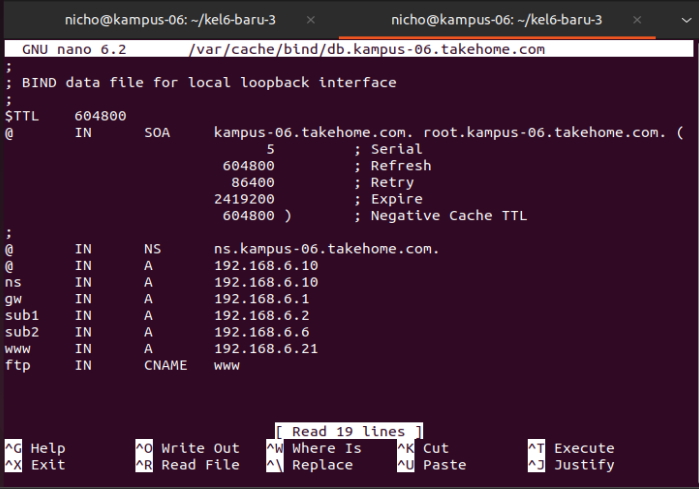 nicho@kampus-06: ~/kel6-baru-3 × nicho@kampus-06: ~/kel6-baru-3 ×
GNU nano 6.2 /var/cache/bind/db.kampus-06.takehome.com
;
; BIND data file for local loopback interface
;
$TTL 604800
@ IN SOA kampus-06.takehome.com. root.kampus-06.takehome.com. (
5 ; Serial
604800 ; Refresh
86400 ; Retry
2419200 ; Expire
604800 ) ; Negative Cache TTL
;
@ IN NS ns.kampus-06.takehome.com.
@ IN A 192.168.6.10
ns IN A 192.168.6.10
gw IN A 192.168.6.1
sub1 IN A 192.168.6.2
sub2 IN A 192.168.6.6
www IN A 192.168.6.21
ftp IN CNAME www
[ Read 19 lines ]
^G Help ^O Write Out ^W Where Is ^K Cut ^T Execute
^X Exit ^R Read File ^\ Replace ^U Paste ^J Justify